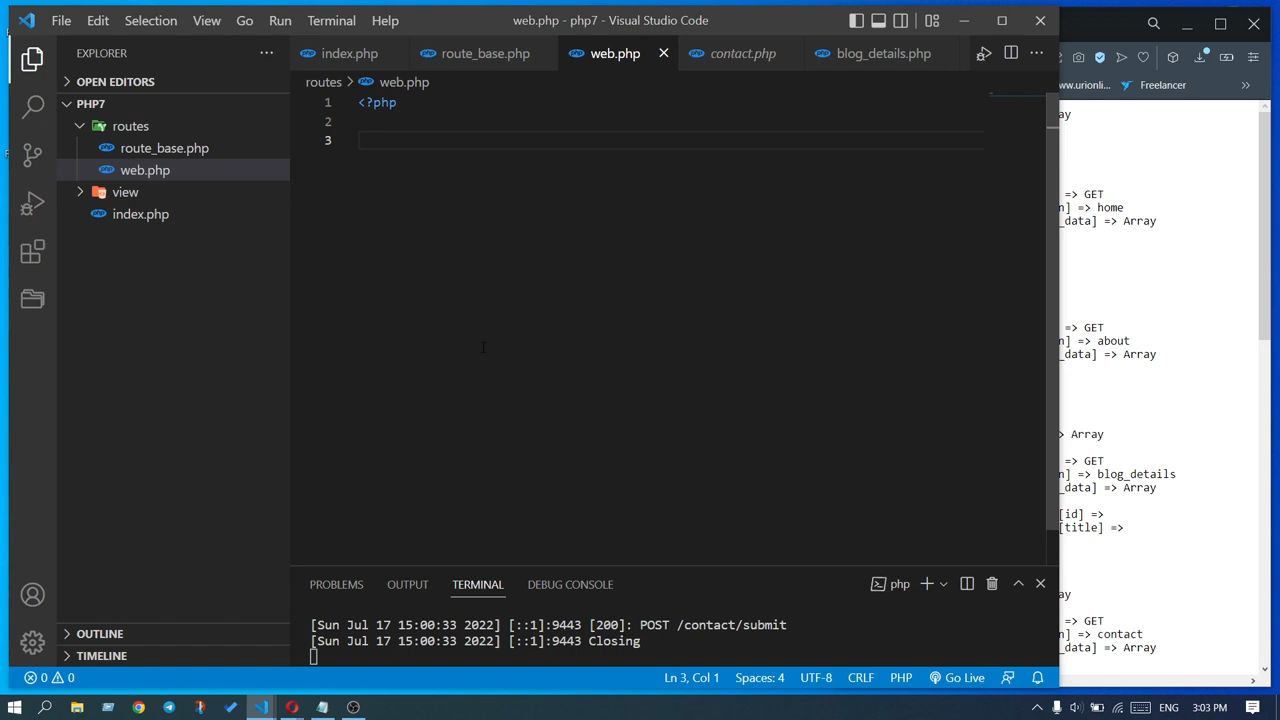 File Edit Selection View Go Run Terminal Help
web.php - php7 - Visual Studio Code
EXPLORER
OPEN EDITORS
PHP7
routes
route_base.php
web.php
view
index.php
OUTLINE
TIMELINE
index.php route_base.php web.php contact.php blog_details.php
routes > web.php
1 <?php
2
3
PROBLEMS OUTPUT TERMINAL DEBUG CONSOLE
php
[Sun Jul 17 15:00:33 2022] [::1]:9443 [200]: POST /contact/submit
[Sun Jul 17 15:00:33 2022] [::1]:9443 Closing
0 0
Ln 3, Col 1 Spaces: 4 UTF-8 CRLF PHP Go Live
Freelancer
=> GET
n] => home
_data] => Array
=> GET
n] => about
_data] => Array
> Array
=> GET
n] => blog_details
_data] => Array
[id] =>
[title] =>
=> GET
n] => contact
_data] => Array
ENG 3:03 PM